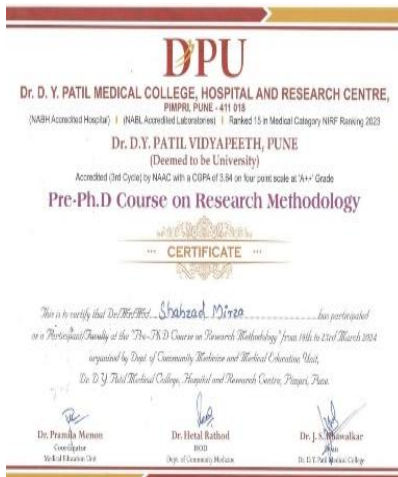 DPU
Dr. D. Y. PATIL MEDICAL COLLEGE, HOSPITAL AND RESEARCH CENTRE,
PIMPRI, PUNE - 411 018
(NABH Accredited Hospital) | (NABL Accredited Laboratories) | Ranked 15 in Medical Category NIRF Ranking 2023
Dr. D.Y. PATIL VIDYAPEETH, PUNE
(Deemed to be University)
Accredited (3rd Cycle) by NAAC with a CGPA of 3.64 on four point scale at 'A++' Grade
Pre-Ph.D Course on Research Methodology
CERTIFICATE
This is to certify that Dr/Mr/Mrs. Shahzad Mirza has participated
as a Participant/Faculty at the "Pre-Ph.D Course on Research Methodology" from to 23rd March 2024
organised by Dept of Community Medicine and Medical Education Unit,
Dr. D.Y. Patil Medical College, Hospital and Research Centre, Pimpri, Pune.
Dr. Pramila Menon Dr. Hetal Rathod Dr. J. S. Bhawalkar
Coordinator HOD Dean
Medical Education Unit Dept. of Community Medicine Dr. D.Y. Patil Medical College